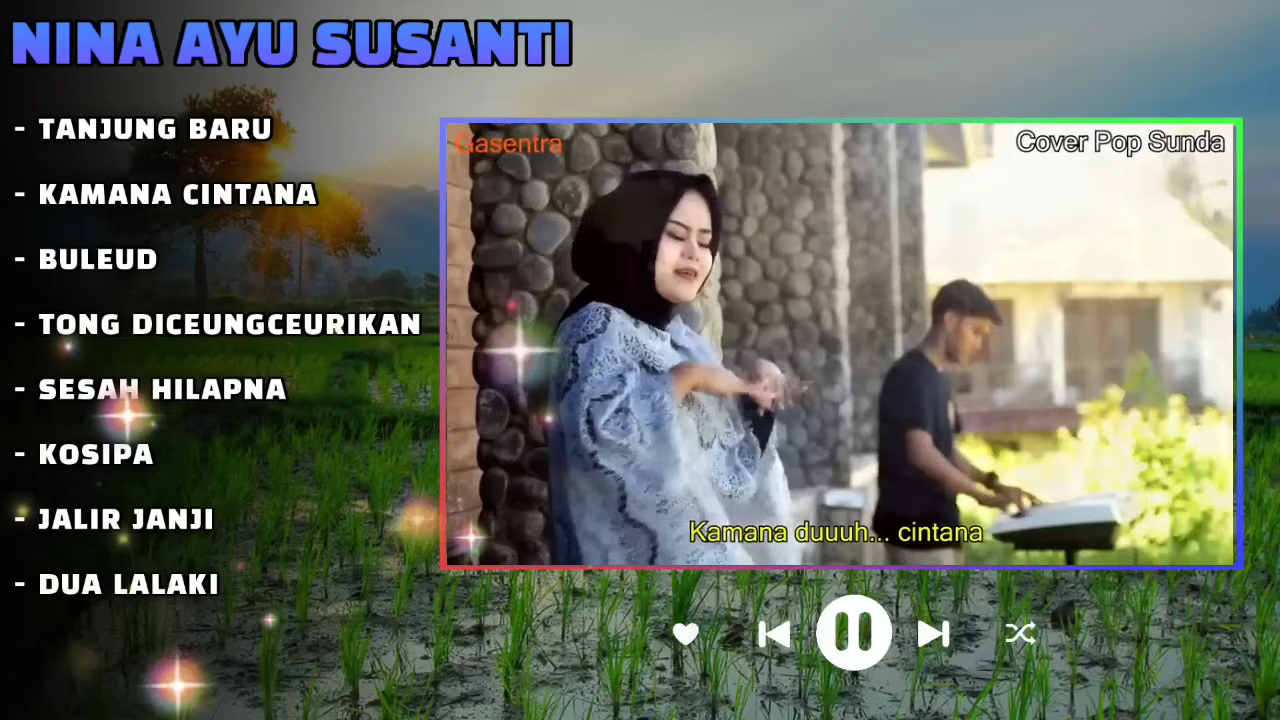 NINA AYU SUSANTI
- TANJUNG BARU
- KAMANA CINTANA
- BULEUD
- TONG DICEUNGCEURIKAN
- SESAH HILAPNA
- KOSIPA
- JALIR JANJI
- DUA LALAKI
Gasentra
Cover Pop Sunda
Kamana duuuh... cintana